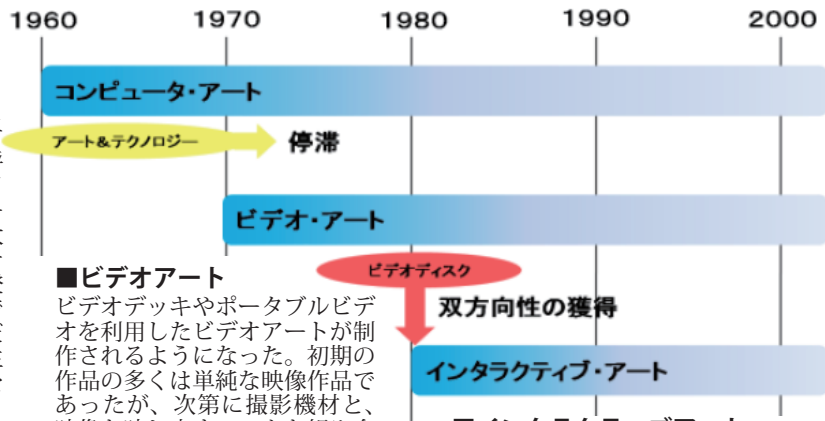 1960 1970 1980 1990 2000
コンピュータ・アート
アート&テクノロジー 停滞
ビデオ・アート
ビデオディスク
双方向性の獲得
インタラクティブ・アート
■ビデオアート
ビデオデッキやポータブルビデ
オを利用したビデオアートが制
作されるようになった。初期の
作品の多くは単純な映像作品で
あったが、次第に撮影機材と、